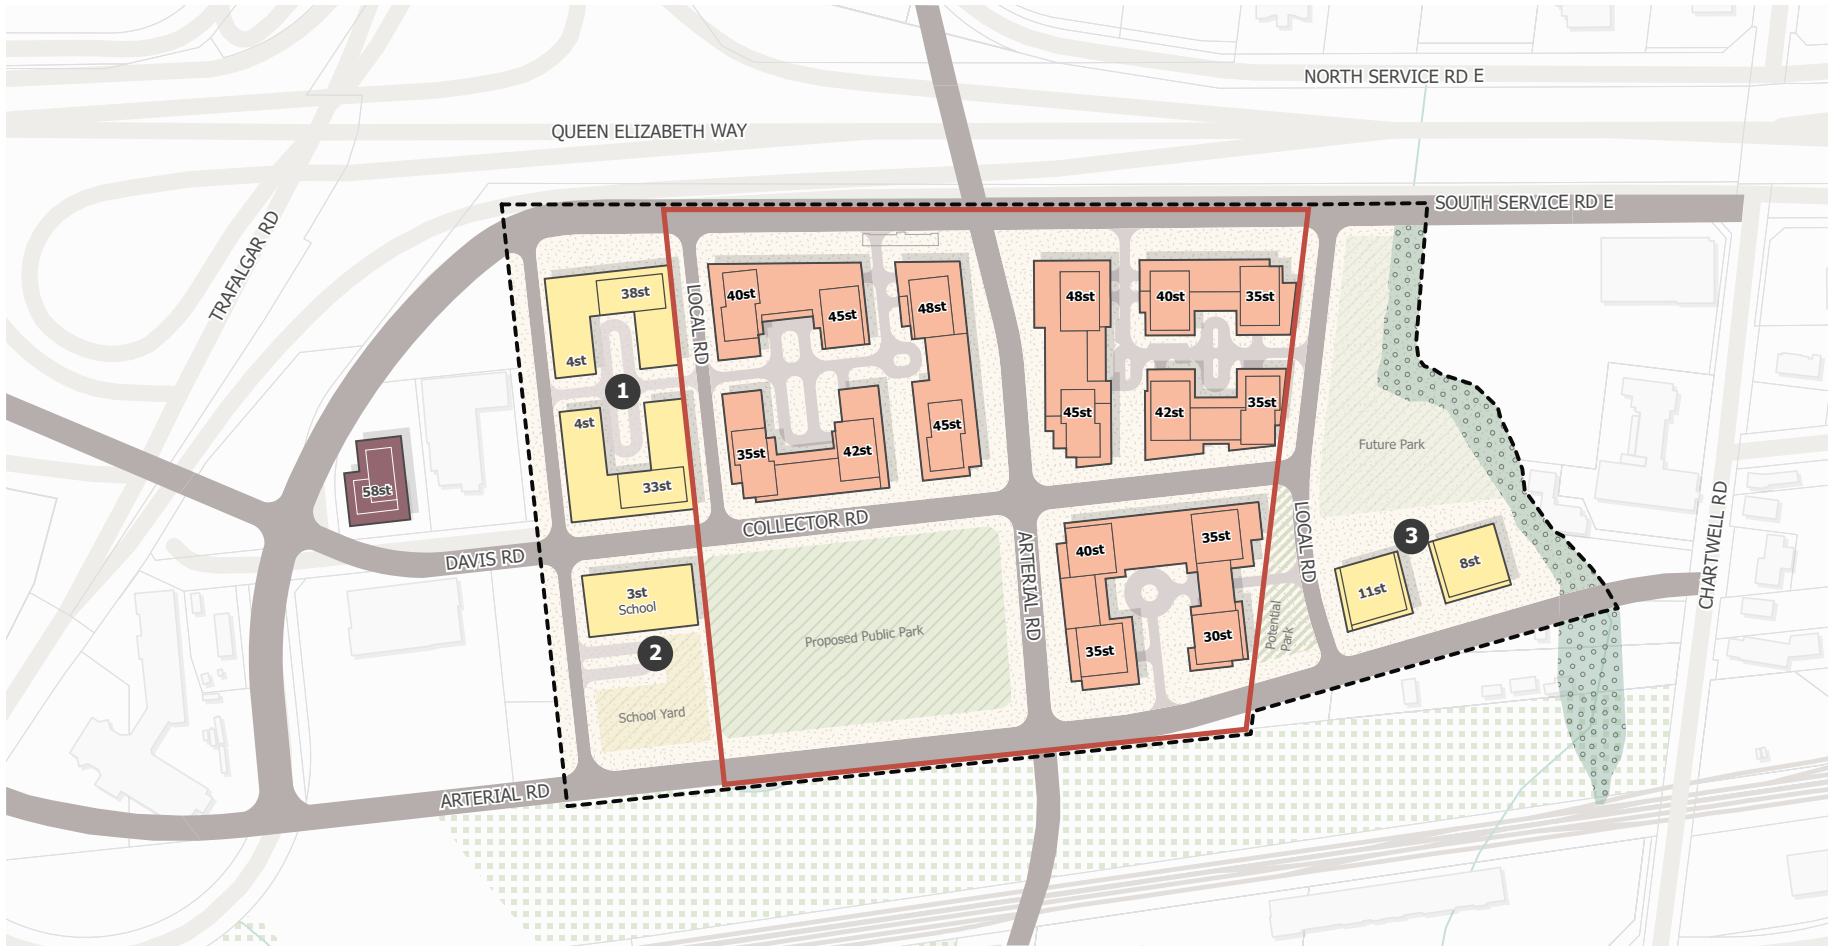 NORTH SERVICE RD E
QUEEN ELIZABETH WAY
SOUTH SERVICE RD E
TRAFALGAR RD
38st
4st
1
4st
33st
LOCAL RD
40st
45st
48st
35st
42st
45st
48st
45st
40st
35st
42st
35st
58st
DAVIS RD
COLLECTOR RD
Future Park
CHARTWELL RD
3st
School
2
School Yard
Proposed Public Park
ARTERIAL RD
40st
35st
35st
30st
Potential
Park
LOCAL RD
3
11st
8st
ARTERIAL RD